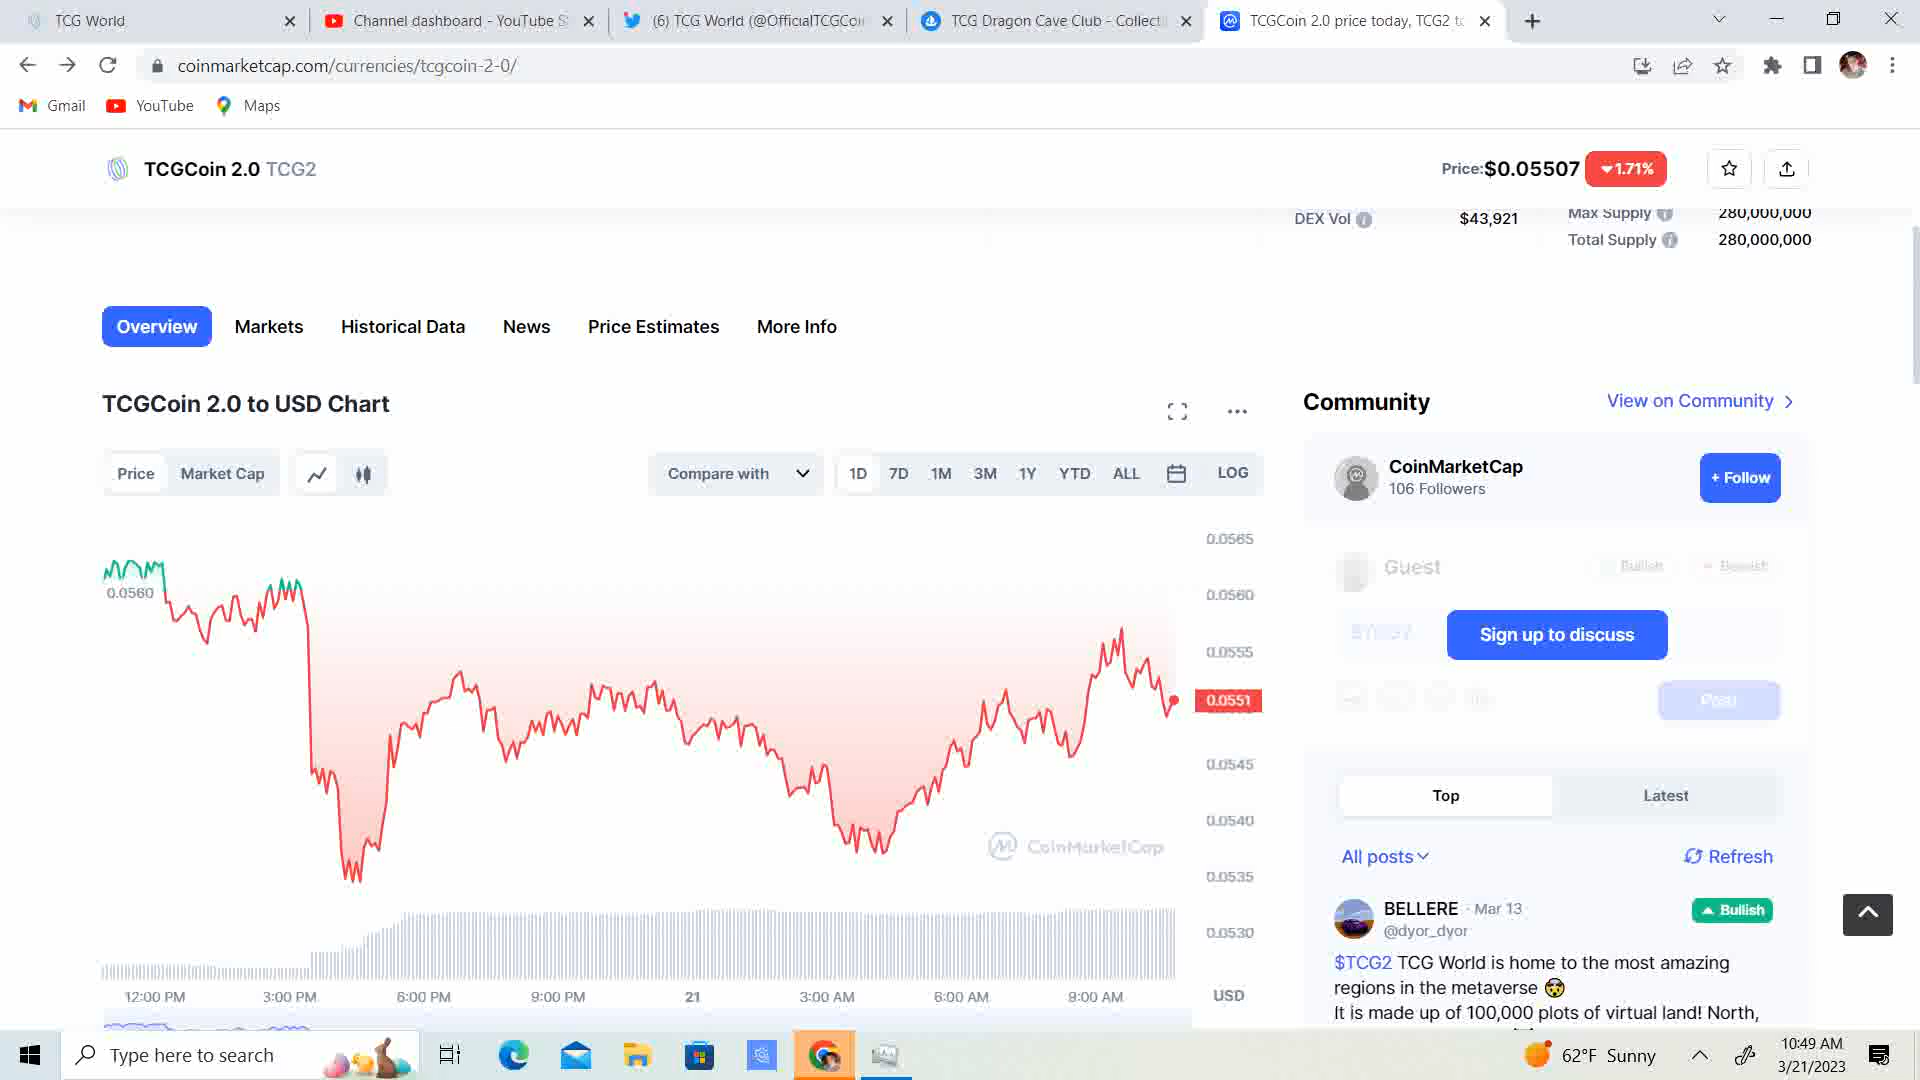 TCG World
Channel dashboard - YouTube S
(6) TCG World (@OfficialTCGCoi
TCG Dragon Cave Club - Collecti
TCGCoin 2.0 price today, TCG2 to
coinmarketcap.com/currencies/tcgcoin-2-0/
Gmail
YouTube
Maps
TCGCoin 2.0 TCG2
Price:$0.05507
1.71%
DEX Vol
$43,921
Max Supply
280,000,000
Total Supply
280,000,000
Overview
Markets
Historical Data
News
Price Estimates
More Info
TCGCoin 2.0 to USD Chart
Price
Market Cap
Compare with
1D
7D
1M
3M
1Y
YTD
ALL
LOG
0.0560
0.0565
0.0560
0.0555
0.0551
0.0545
0.0540
0.0535
0.0530
CoinMarketCap
12:00 PM
3:00 PM
6:00 PM
9:00 PM
21
3:00 AM
6:00 AM
9:00 AM
USD
Community
View on Community
CoinMarketCap
106 Followers
+ Follow
Guest
Bullish
Bearish
$TCG2
Sign up to discuss
Post
Top
Latest
All posts
Refresh
BELLERE · Mar 13
@dyor_dyor
Bullish
$TCG2 TCG World is home to the most amazing
regions in the metaverse
It is made up of 100,000 plots of virtual land! North,
Type here to search
62°F Sunny
10:49 AM
3/21/2023